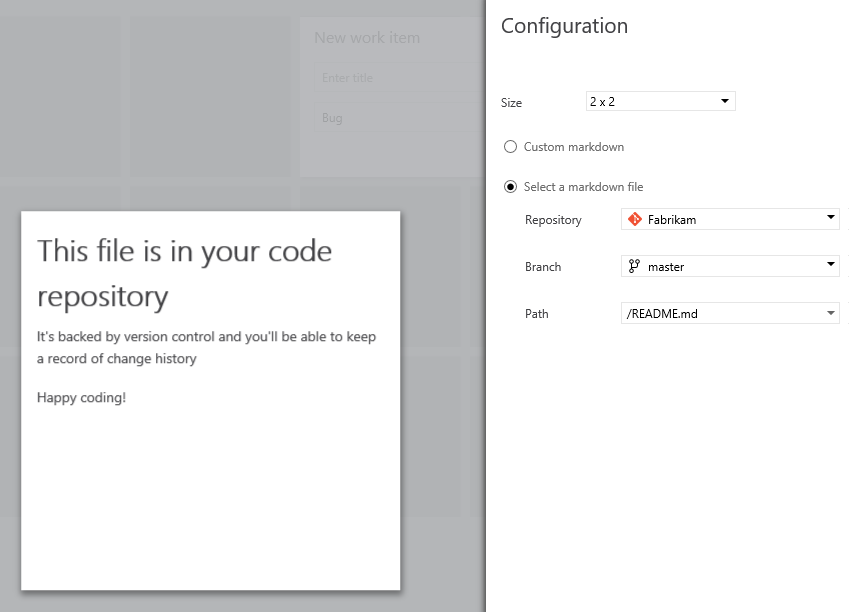 New work item
Enter title
Bug
This file is in your code
repository
It's backed by version control and you'll be able to keep
a record of change history
Happy coding!
Configuration
Size
2 x 2
Custom markdown
Select a markdown file
Repository
Fabrikam
Branch
master
Path
/README.md